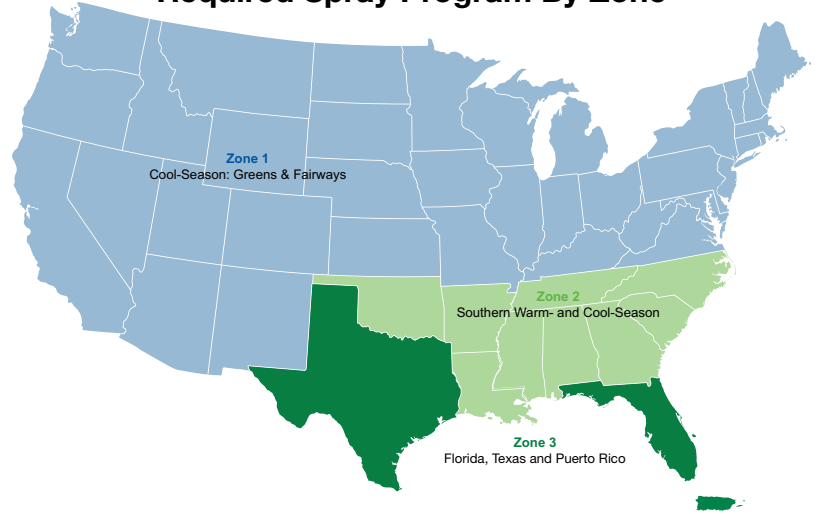 Required Spray Program By Zone
Zone 1
Cool-Season: Greens & Fairways
Zone 2
Southern Warm- and Cool-Season
Zone 3
Florida, Texas and Puerto Rico